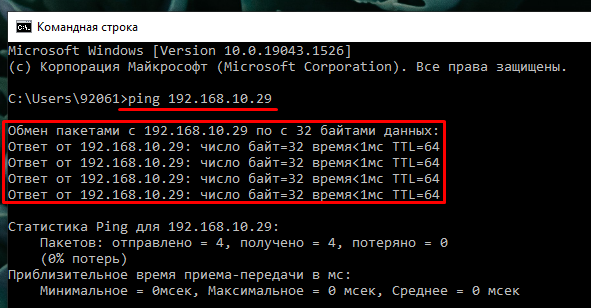 Командная строка
Microsoft Windows [Version 10.0.19043.1526]
(c) Корпорация Майкрософт (Microsoft Corporation). Все права защищены.
C:\Users\92061>ping 192.168.10.29
Обмен пакетами с 192.168.10.29 по с 32 байтами данных:
Ответ от 192.168.10.29: число байт=32 время<1мс TTL=64
Ответ от 192.168.10.29: число байт=32 время<1мс TTL=64
Ответ от 192.168.10.29: число байт=32 время<1мс TTL=64
Ответ от 192.168.10.29: число байт=32 время<1мс TTL=64
Статистика Ping для 192.168.10.29:
Пакетов: отправлено = 4, получено = 4, потеряно = 0
(0% потерь)
Приблизительное время приема-передачи в мс:
Минимальное = 0мсек, Максимальное = 0 мсек, Среднее = 0 мсек